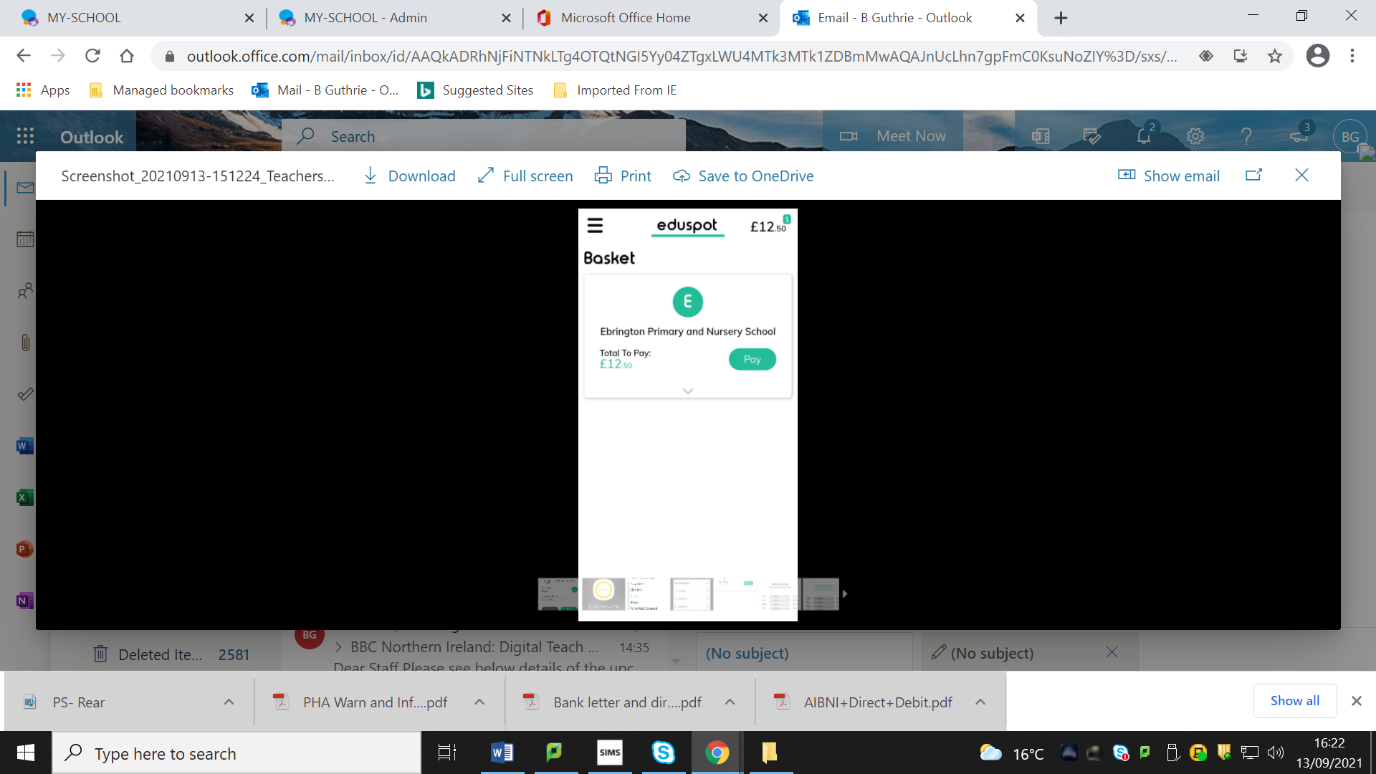 MY-SCHOOL
MY-SCHOOL - Admin
Microsoft Office Home
Email - B Guthrie - Outlook
outlook.office.com/mail/inbox/id/AAQkADRhNjFiNTNkLTg4OTQtNGI5Yy04ZTgxLWU4MTk3MTk1ZDBmMwAQAJnUcLhn7gpFmC0KsuNoZIY%3D/sxs/...
Apps
Managed bookmarks
Mail - B Guthrie - O...
Suggested Sites
Imported From IE
Outlook
Search
Meet Now
2
3
BG
Screenshot_20210913-151224_Teachers...
Download
Full screen
Print
Save to OneDrive
Show email
eduspot
£12.50
1
Basket
E
Ebrington Primary and Nursery School
Total To Pay:
£12.50
Pay
Deleted Ite... 2581
BG
BBC Northern Ireland: Digital Teach ... 14:35
Dear Staff Please see below details of the upc
(No subject)
(No subject)
PS- Rear
PHA Warn and Inf....pdf
Bank letter and dir....pdf
AIBNI+Direct+Debit.pdf
Show all
Type here to search
SIMS
16°C
16:22
13/09/2021